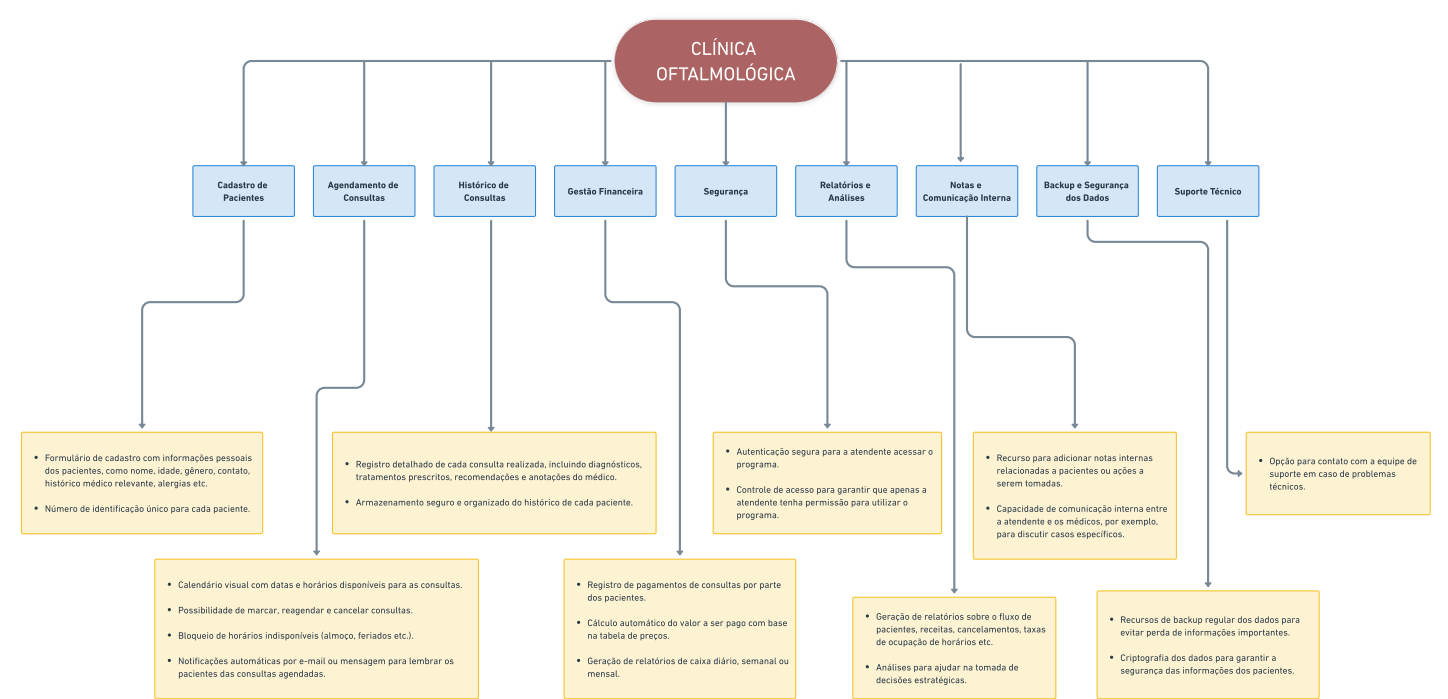 CLÍNICA
OFTALMOLÓGICA
Cadastro de
Pacientes
Agendamento de
Consultas
Histórico de
Consultas
Gestão Financeira
Segurança
Relatórios e
Análises
Notas e
Comunicação Interna
Backup e Segurança
dos Dados
Suporte Técnico
• Formulário de cadastro com informações pessoais
dos pacientes, como nome, idade, gênero, contato,
histórico médico relevante, alergias etc.
• Número de identificação único para cada paciente.
• Registro detalhado de cada consulta realizada, incluindo diagnósticos,
tratamentos prescritos, recomendações e anotações do médico.
• Armazenamento seguro e organizado do histórico de cada paciente.
• Autenticação segura para a atendente acessar o
programa.
• Controle de acesso para garantir que apenas a
atendente tenha permissão para utilizar o
programa.
• Recurso para adicionar notas internas
relacionadas a pacientes ou ações a
serem tomadas.
• Capacidade de comunicação interna entre
a atendente e os médicos, por exemplo,
para discutir casos específicos.
• Opção para contato com a equipe de
suporte em caso de problemas
técnicos.
• Calendário visual com datas e horários disponíveis para as consultas.
• Possibilidade de marcar, reagendar e cancelar consultas.
• Bloqueio de horários indisponíveis (almoço, feriados etc.).
• Notificações automáticas por e-mail ou mensagem para lembrar os
pacientes das consultas agendadas.
• Registro de pagamentos de consultas por parte
dos pacientes.
• Cálculo automático do valor a ser pago com base
na tabela de preços.
• Geração de relatórios de caixa diário, semanal ou
mensal.
• Geração de relatórios sobre o fluxo de
pacientes, receitas, cancelamentos, taxas
de ocupação de horários etc.
• Análises para ajudar na tomada de
decisões estratégicas.
• Recursos de backup regular dos dados para
evitar perda de informações importantes.
• Criptografia dos dados para garantir a
segurança das informações dos pacientes.